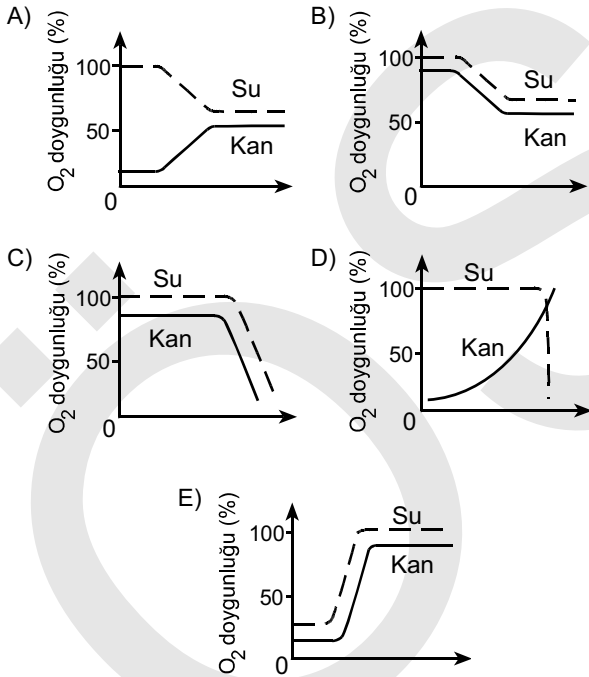 A)
O2 doygunluğu (%)
100
50
0
Su
Kan
B)
O2 doygunluğu (%)
100
50
0
Su
Kan
C)
O2 doygunluğu (%)
100
50
0
Su
Kan
D)
O2 doygunluğu (%)
100
50
0
Su
Kan
E)
O2 doygunluğu (%)
100
50
0
Su
Kan